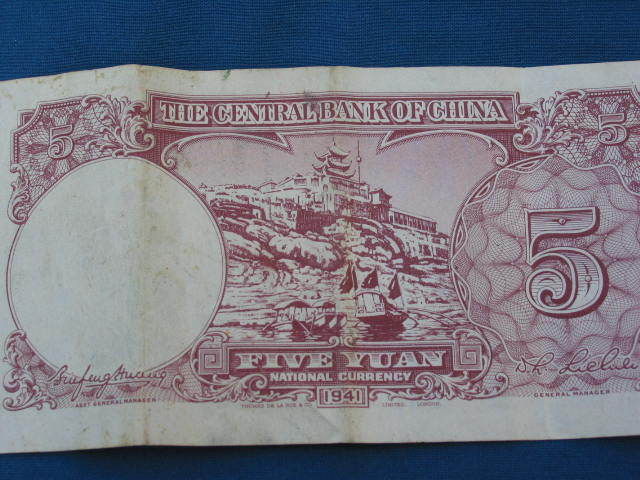 THE CENTRAL BANK OF CHINA
5
5
5
FIVE YUAN
NATIONAL CURRENCY
1941
ASST. GENERAL MANAGER
GENERAL MANAGER
THOMAS DE LA RUE & CO. LIMITED. LONDON.